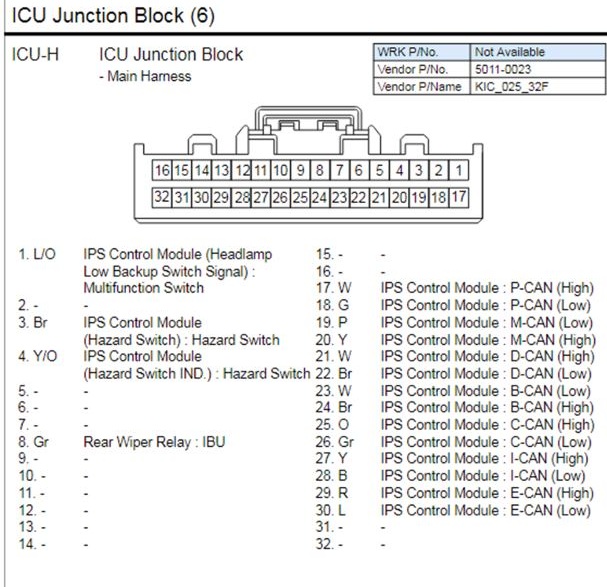 ICU Junction Block (6)
ICU-H ICU Junction Block
- Main Harness
WRK P/No. Not Available
Vendor P/No. 5011-0023
Vendor P/Name KIC_025_32F
16 15 14 13 12 11 10 9 8 7 6 5 4 3 2 1
32 31 30 29 28 27 26 25 24 23 22 21 20 19 18 17
1. L/O IPS Control Module (Headlamp
Low Backup Switch Signal) :
Multifunction Switch
2. - -
3. Br IPS Control Module
(Hazard Switch) : Hazard Switch
4. Y/O IPS Control Module
(Hazard Switch IND.) : Hazard Switch
5. - -
6. - -
7. - -
8. Gr Rear Wiper Relay : IBU
9. - -
10. - -
11. - -
12. - -
13. - -
14. - -
15. - -
16. - -
17. W IPS Control Module : P-CAN (High)
18. G IPS Control Module : P-CAN (Low)
19. P IPS Control Module : M-CAN (Low)
20. Y IPS Control Module : M-CAN (High)
21. W IPS Control Module : D-CAN (High)
22. Br IPS Control Module : D-CAN (Low)
23. W IPS Control Module : B-CAN (Low)
24. Br IPS Control Module : B-CAN (High)
25. O IPS Control Module : C-CAN (High)
26. Gr IPS Control Module : C-CAN (Low)
27. Y IPS Control Module : I-CAN (High)
28. B IPS Control Module : I-CAN (Low)
29. R IPS Control Module : E-CAN (High)
30. L IPS Control Module : E-CAN (Low)
31. - -
32. - -